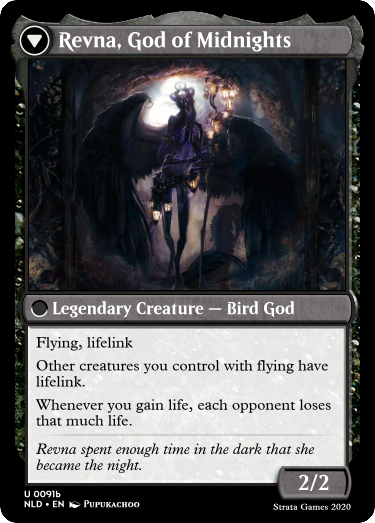 Revna, God of Midnights
Legendary Creature — Bird God
Flying, lifelink
Other creatures you control with flying have
lifelink.
Whenever you gain life, each opponent loses
that much life.
Revna spent enough time in the dark that she
became the night.
2/2
U 0091b
NLD • EN Pupukachoo
Strata Games 2020